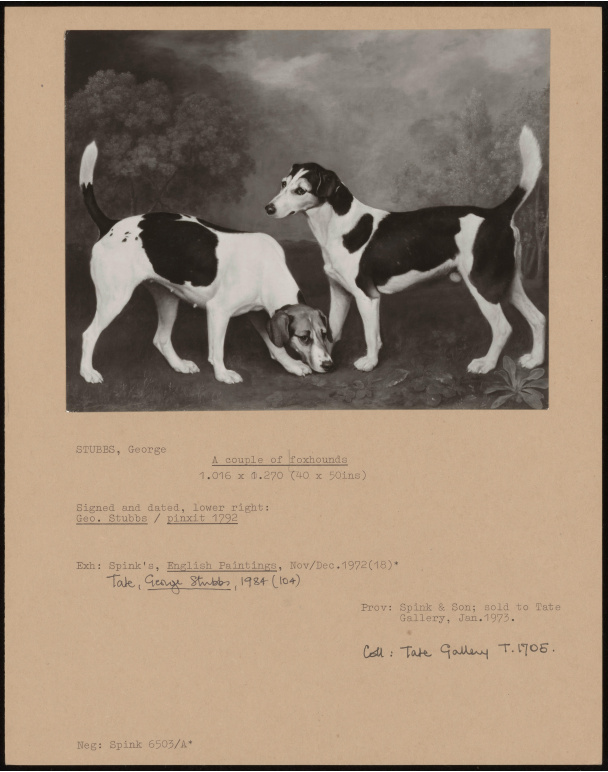 STUBBS, George
A couple of foxhounds
1.016 x 1.270 (40 x 50ins)
Signed and dated, lower right:
Geo. Stubbs / pinxit 1792
Exh: Spink's, English Paintings, Nov/Dec.1972(18)*
Tate, George Stubbs, 1984 (104)
Prov: Spink & Son; sold to Tate
Gallery, Jan.1973.
Coll: Tate Gallery T.1705.
Neg: Spink 6503/A*